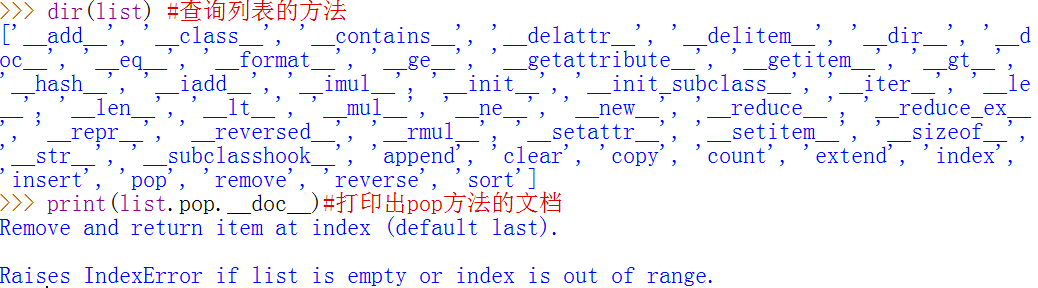 >>> dir(list) #查询列表的方法
['__add__', '__class__', '__contains__', '__delattr__', '__delitem__', '__dir__', '__d
oc__', '__eq__', '__format__', '__ge__', '__getattribute__', '__getitem__', '__gt__',
'__hash__', '__iadd__', '__imul__', '__init__', '__init_subclass__', '__iter__', '__le
__', '__len__', '__lt__', '__mul__', '__ne__', '__new__', '__reduce__', '__reduce_ex__
', '__repr__', '__reversed__', '__rmul__', '__setattr__', '__setitem__', '__sizeof__',
'__str__', '__subclasshook__', 'append', 'clear', 'copy', 'count', 'extend', 'index',
'insert', 'pop', 'remove', 'reverse', 'sort']
>>> print(list.pop.__doc__)#打印出pop方法的文档
Remove and return item at index (default last).
Raises IndexError if list is empty or index is out of range.